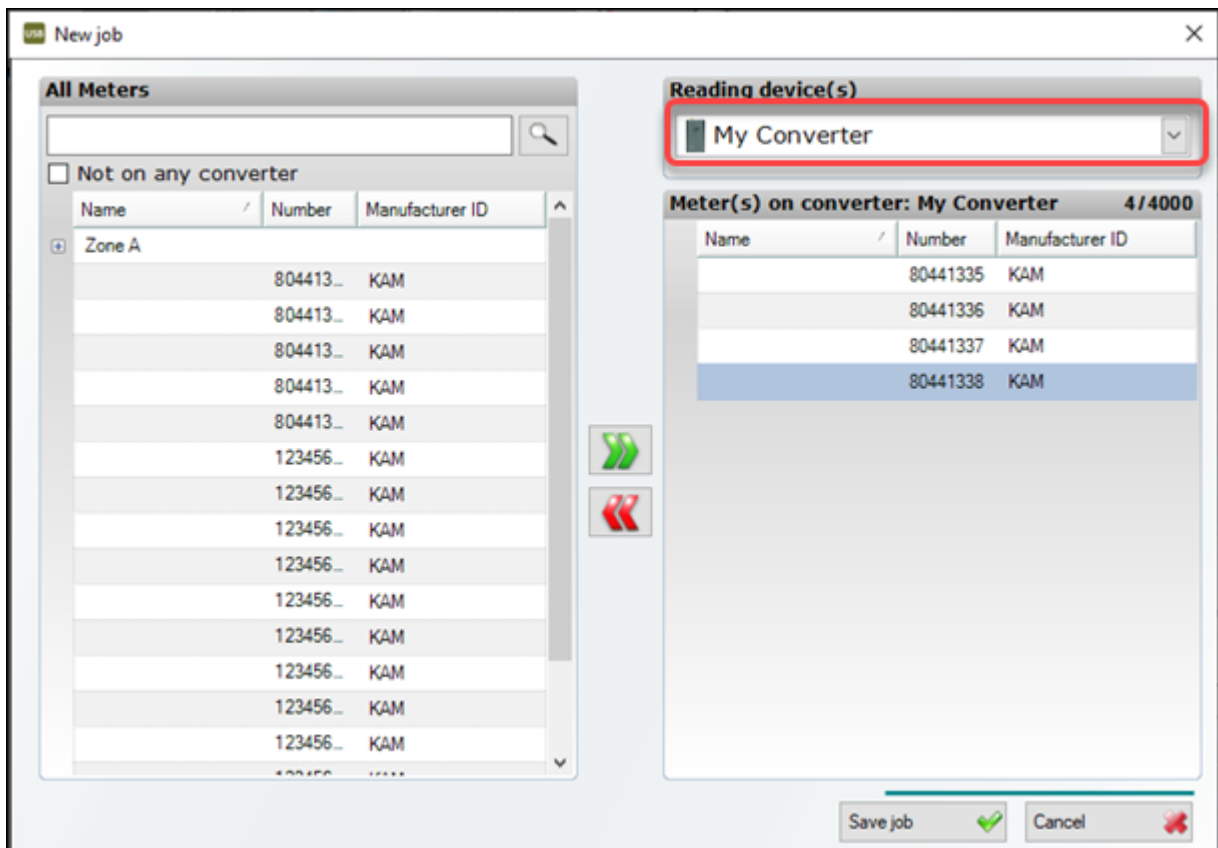 USB New job
All Meters
Not on any converter
Name Number Manufacturer ID
Zone A
804413... KAM
804413... KAM
804413... KAM
804413... KAM
804413... KAM
123456... KAM
123456... KAM
123456... KAM
123456... KAM
123456... KAM
123456... KAM
123456... KAM
123456... KAM
123456... KAM
Reading device(s)
My Converter
Meter(s) on converter: My Converter 4/4000
Name Number Manufacturer ID
80441335 KAM
80441336 KAM
80441337 KAM
80441338 KAM
Save job Cancel